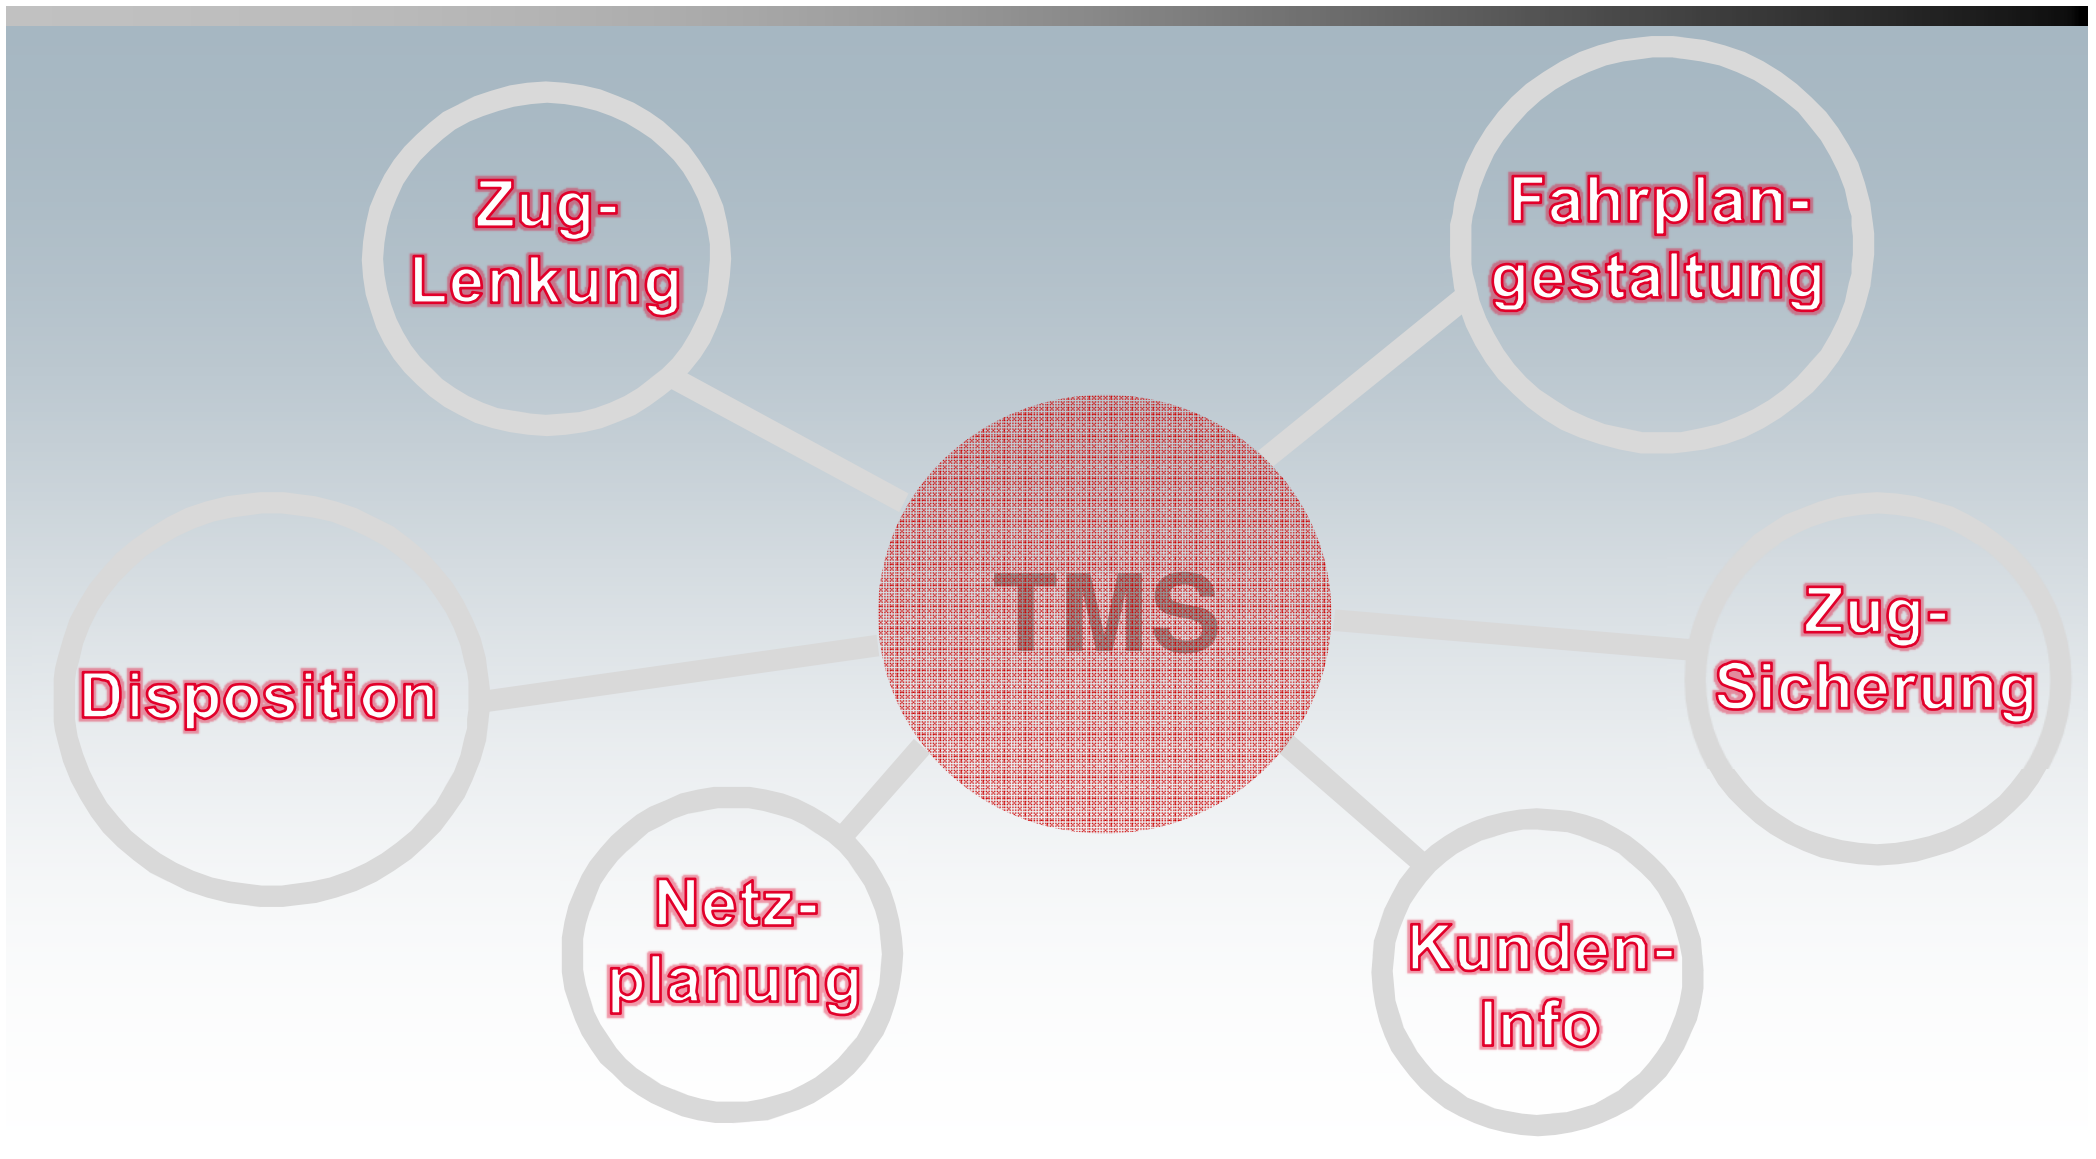 Zug-
Lenkung
Fahrplan-
gestaltung
TMS
Disposition
Zug-
Sicherung
Netz-
planung
Kunden-
Info